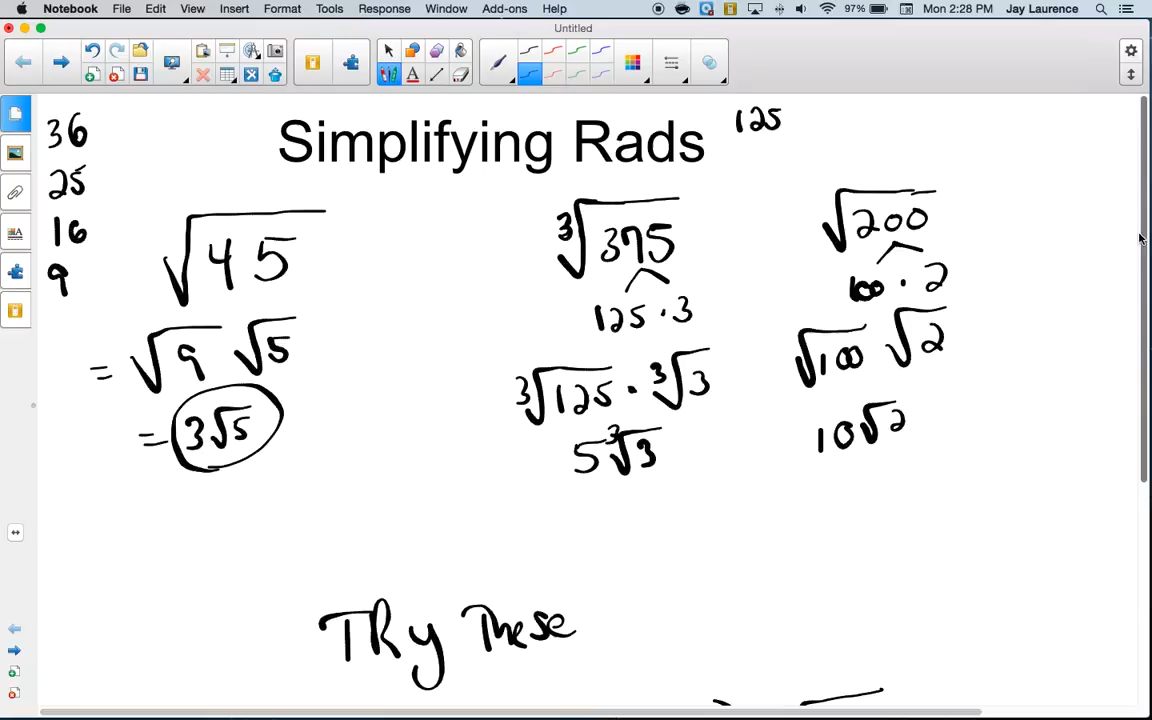 Notebook File Edit View Insert Format Tools Response Window Add-ons Help 97% Mon 2:28 PM Jay Laurence
Untitled
A
Simplifying Rads
125
36
25
16
9
√45
= √9 √5
= 3√5
∛375
125 · 3
∛125 · ∛3
5∛3
√200
100 · 2
√100 √2
10√2
TRy These